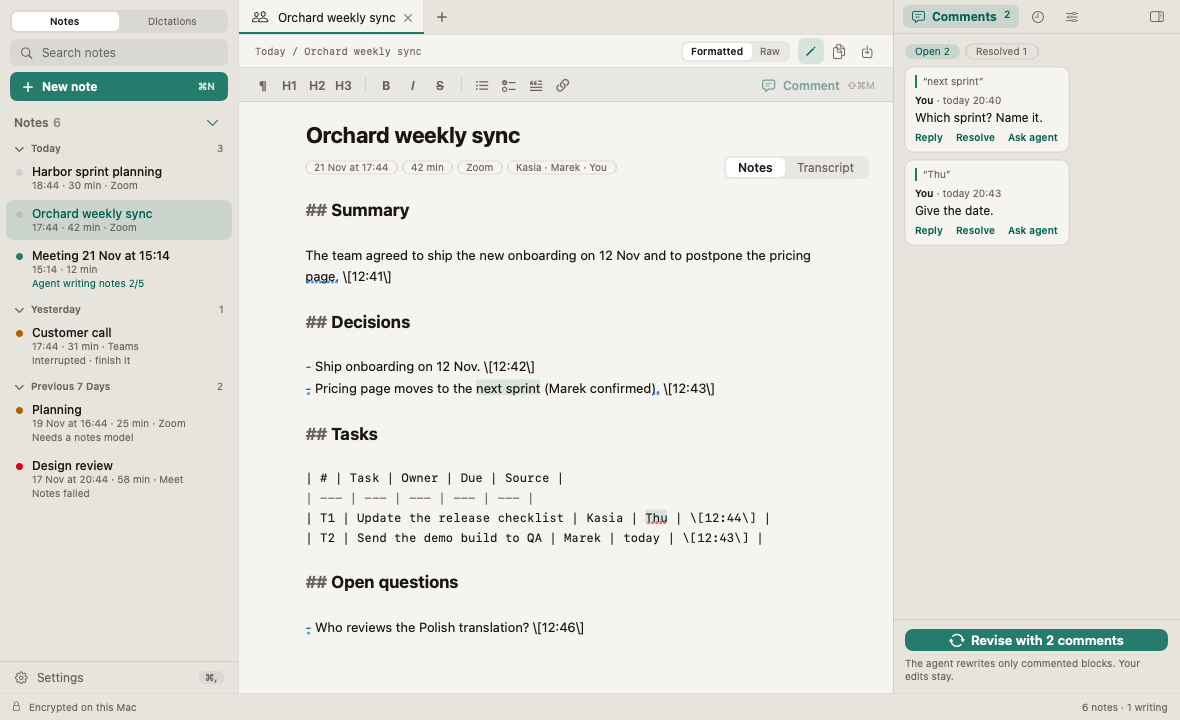 Notes
Dictations
Search notes
New note ⌘N
Notes 6
Today 3
Harbor sprint planning
18:44 · 30 min · Zoom
Orchard weekly sync
17:44 · 42 min · Zoom
Meeting 21 Nov at 15:14
15:14 · 12 min
Agent writing notes 2/5
Yesterday 1
Customer call
17:44 · 31 min · Teams
Interrupted · finish it
Previous 7 Days 2
Planning
19 Nov at 16:44 · 25 min · Zoom
Needs a notes model
Design review
17 Nov at 20:44 · 58 min · Meet
Notes failed
Settings ⌘,
Encrypted on this Mac
Orchard weekly sync
Today / Orchard weekly sync
Formatted Raw
¶ H1 H2 H3 B I S
Comment ⇧⌘M
Orchard weekly sync
21 Nov at 17:44 42 min Zoom Kasia · Marek · You
Notes Transcript
## Summary
The team agreed to ship the new onboarding on 12 Nov and to postpone the pricing
page. \[12:41\]
## Decisions
- Ship onboarding on 12 Nov. \[12:42\]
- Pricing page moves to the next sprint (Marek confirmed). \[12:43\]
## Tasks
| # | Task | Owner | Due | Source |
| --- | --- | --- | --- | --- |
| T1 | Update the release checklist | Kasia | Thu | \[12:44\] |
| T2 | Send the demo build to QA | Marek | today | \[12:43\] |
## Open questions
- Who reviews the Polish translation? \[12:46\]
Comments 2
Open 2 Resolved 1
“next sprint”
You · today 20:40
Which sprint? Name it.
Reply Resolve Ask agent
“Thu”
You · today 20:43
Give the date.
Reply Resolve Ask agent
Revise with 2 comments
The agent rewrites only commented blocks. Your
edits stay.
6 notes · 1 writing